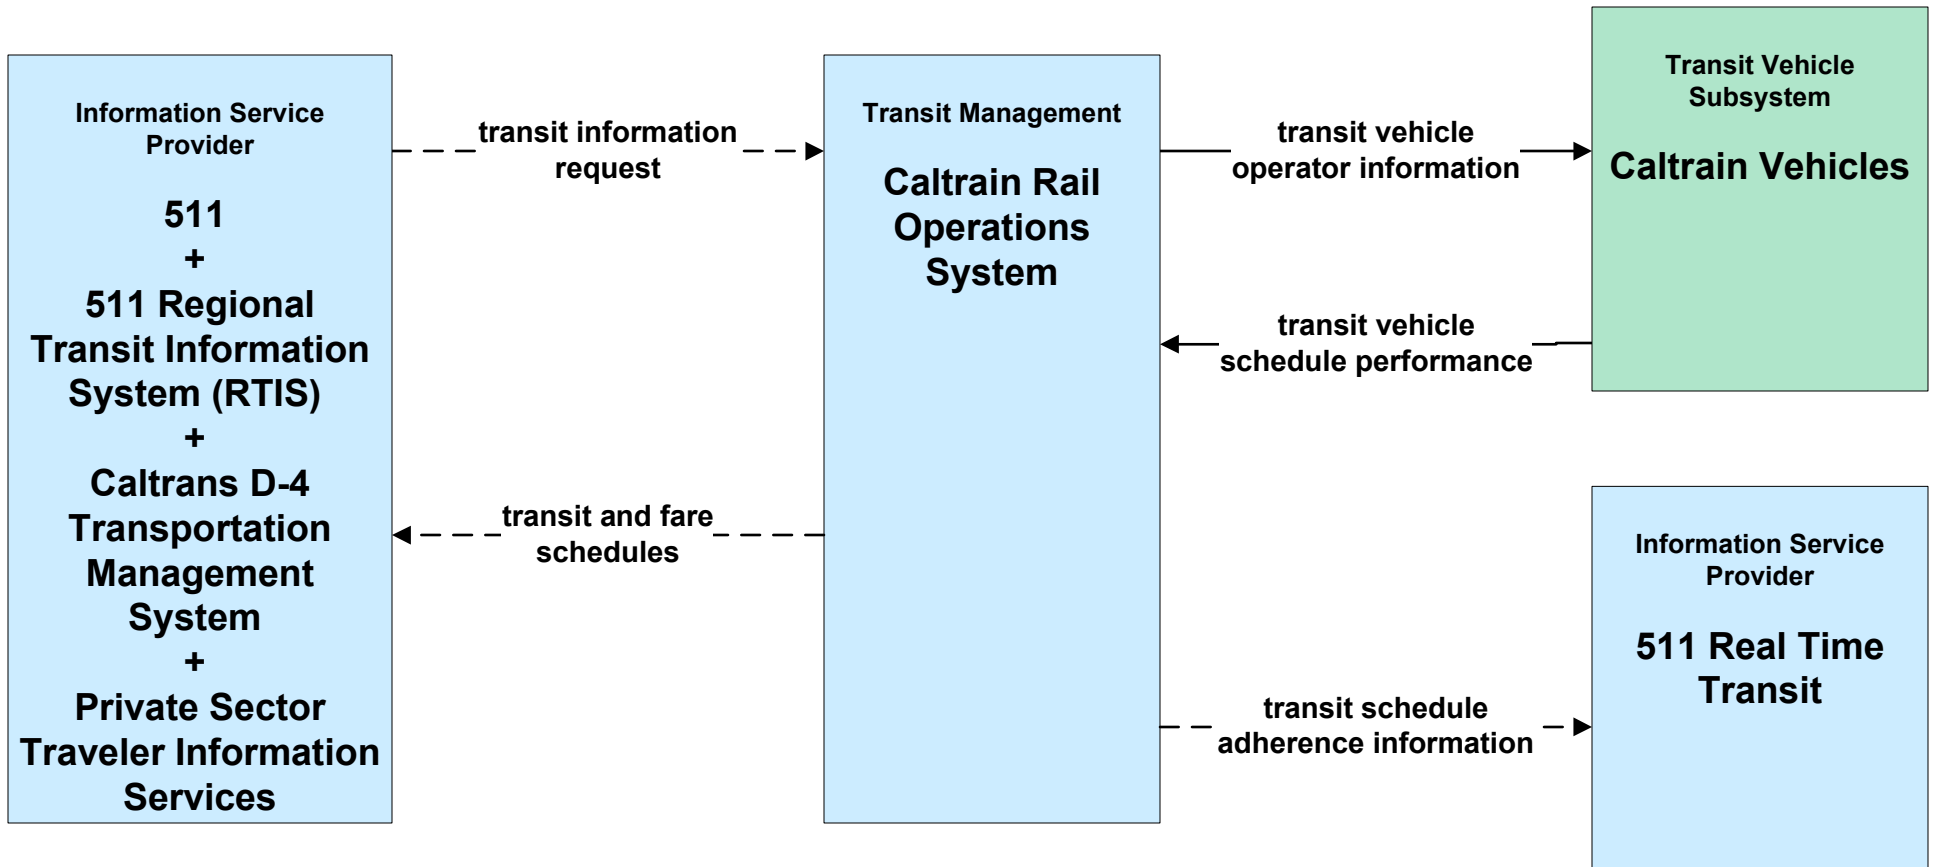 Information Service
Provider
511
+
511 Regional
Transit Information
System (RTIS)
+
Caltrans D-4
Transportation
Management
System
+
Private Sector
Traveler Information
Services
transit information
request
transit and fare
schedules
Transit Management
Caltrain Rail
Operations
System
transit vehicle
operator information
transit vehicle
schedule performance
transit schedule
adherence information
Transit Vehicle
Subsystem
Caltrain Vehicles
Information Service
Provider
511 Real Time
Transit